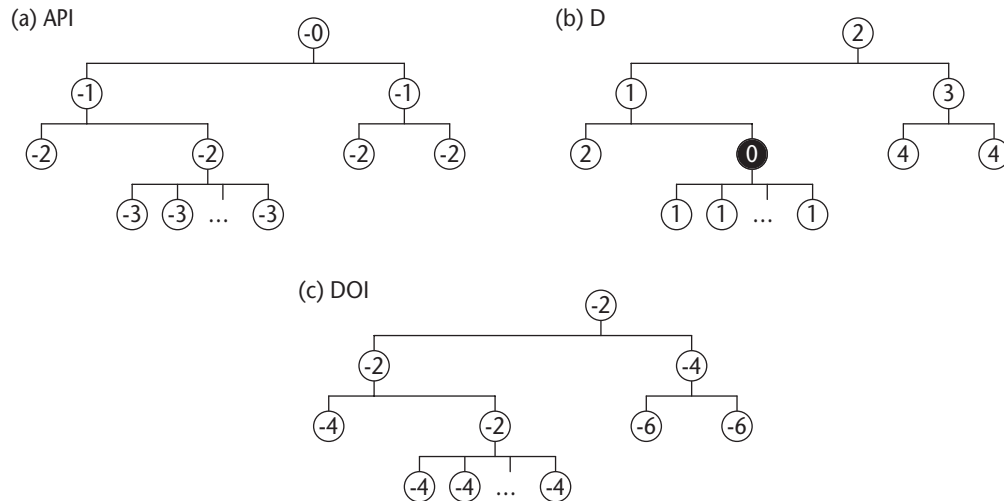 (a) API
-0
-1 -1
-2 -2 -2 -2
-3 -3 ... -3
(b) D
2
1 3
2 0 4 4
1 1 ... 1
(c) DOI
-2
-2 -4
-4 -2 -6 -6
-4 -4 ... -4